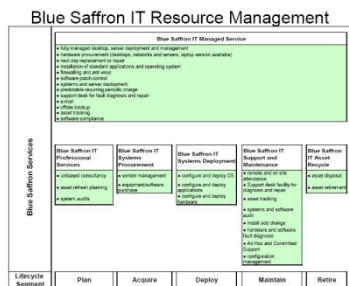 Blue Saffron IT Resource Management
Blue Saffron IT Managed Service
• fully managed desktop, server deployment and management
• hardware procurement (desktops, networks and servers, laptop version available)
• next day replacement or repair
• installation of standard applications and operating system
• firewalling and anti virus
• software patch control
• systems and server deployment
• predictable recurring periodic charge
• support desk for fault diagnosis and repair
• e-mail
• offsite backup
• asset tracking
• software compliance
Blue Saffron Services
Blue Saffron IT
Professional
Services
• unbiased consultancy
• asset refresh planning
• system audits
Blue Saffron IT
Systems
Procurement
• vendor management
• equipment/software
purchase
Blue Saffron IT
Systems Deployment
• configure and deploy OS
• configure and deploy
applications
• configure and deploy
hardware
Blue Saffron IT
Support and
Maintenance
• remote and on site
attendance
• Support desk facility for
diagnosis and repair
• asset tracking
• systems and software
audit
• install add change
• hardware and software
fault diagnosis
• Ad Hoc and Committed
Support
• configuration
management
Blue Saffron
IT Asset
Recycle
• asset disposal
• asset retirement
Lifecycle
Segment
Plan
Acquire
Deploy
Maintain
Retire